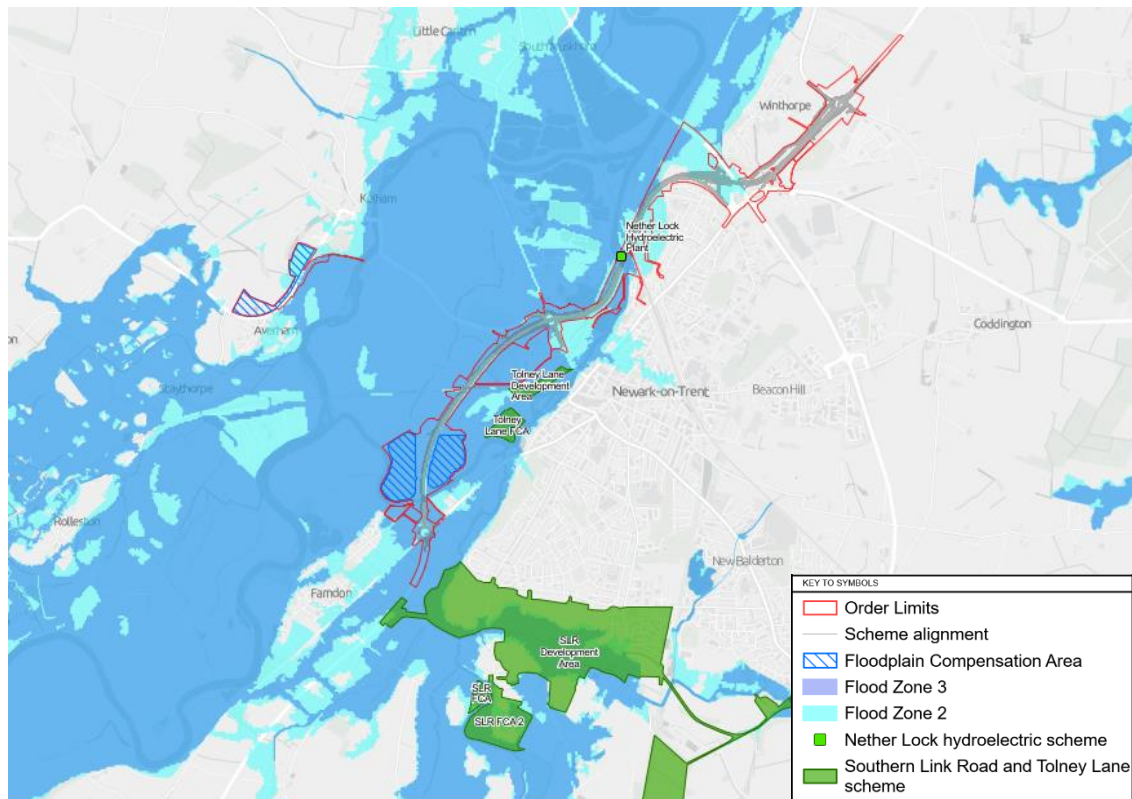 Little Carlton
South Muskham
Winthorpe
Kelham
Nether Lock
Hydroelectric
Plant
Averham
Coddington
Staythorpe
Tolney Lane
Development
Area
Newark-on-Trent
Beacon Hill
Tolney
Lane FCA
Rolleston
New Balderton
Farndon
SLR
Development
Area
SLR
FCA
SLR FCA 2
KEY TO SYMBOLS
Order Limits
Scheme alignment
Floodplain Compensation Area
Flood Zone 3
Flood Zone 2
Nether Lock hydroelectric scheme
Southern Link Road and Tolney Lane
scheme